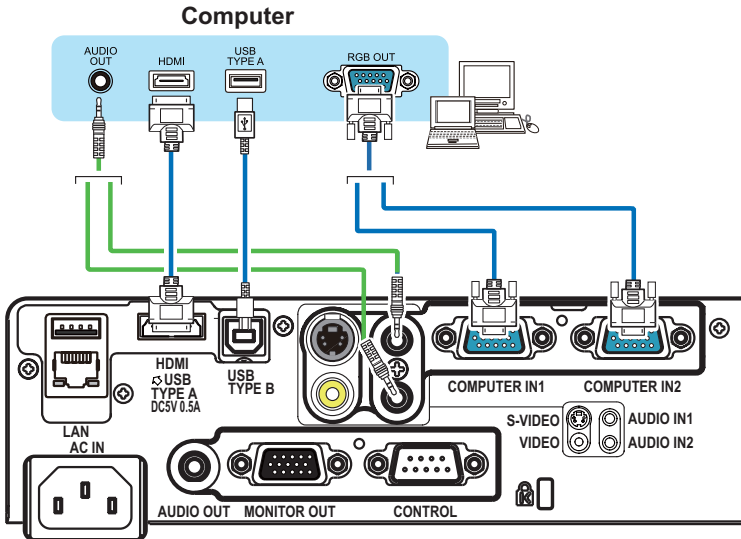 Computer
AUDIO
OUT
HDMI
USB
TYPE A
RGB OUT
HDMI
USB
TYPE A
DC5V 0.5A
USB
TYPE B
LAN
COMPUTER IN1
COMPUTER IN2
S-VIDEO
VIDEO
AUDIO IN1
AUDIO IN2
AC IN
AUDIO OUT
MONITOR OUT
CONTROL
K